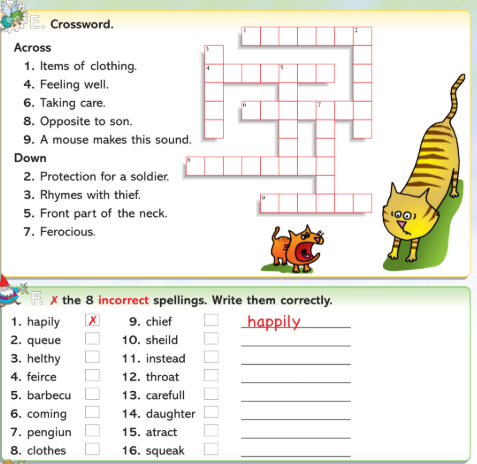 E. Crossword.
Across
1. Items of clothing.
4. Feeling well.
6. Taking care.
8. Opposite to son.
9. A mouse makes this sound.
Down
2. Protection for a soldier.
3. Rhymes with thief.
5. Front part of the neck.
7. Ferocious.
1 2
3
4 5
6 7
8
9
F. ✗ the 8 incorrect spellings. Write them correctly.
1. hapily ✗ 9. chief happily
2. queue 10. sheild
3. helthy 11. instead
4. feirce 12. throat
5. barbecu 13. carefull
6. coming 14. daughter
7. pengiun 15. atract
8. clothes 16. squeak